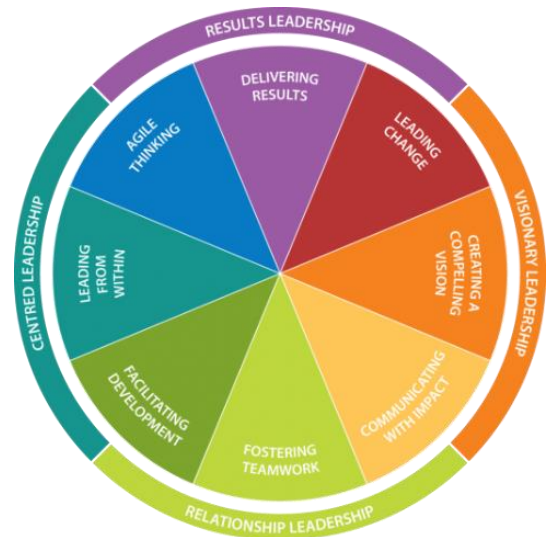 RESULTS LEADERSHIP
DELIVERING
RESULTS
LEADING
CHANGE
VISIONARY LEADERSHIP
CREATING A
COMPELLING
VISION
COMMUNICATING
WITH IMPACT
RELATIONSHIP LEADERSHIP
FOSTERING
TEAMWORK
FACILITATING
DEVELOPMENT
CENTRED LEADERSHIP
LEADING
FROM
WITHIN
AGILE
THINKING